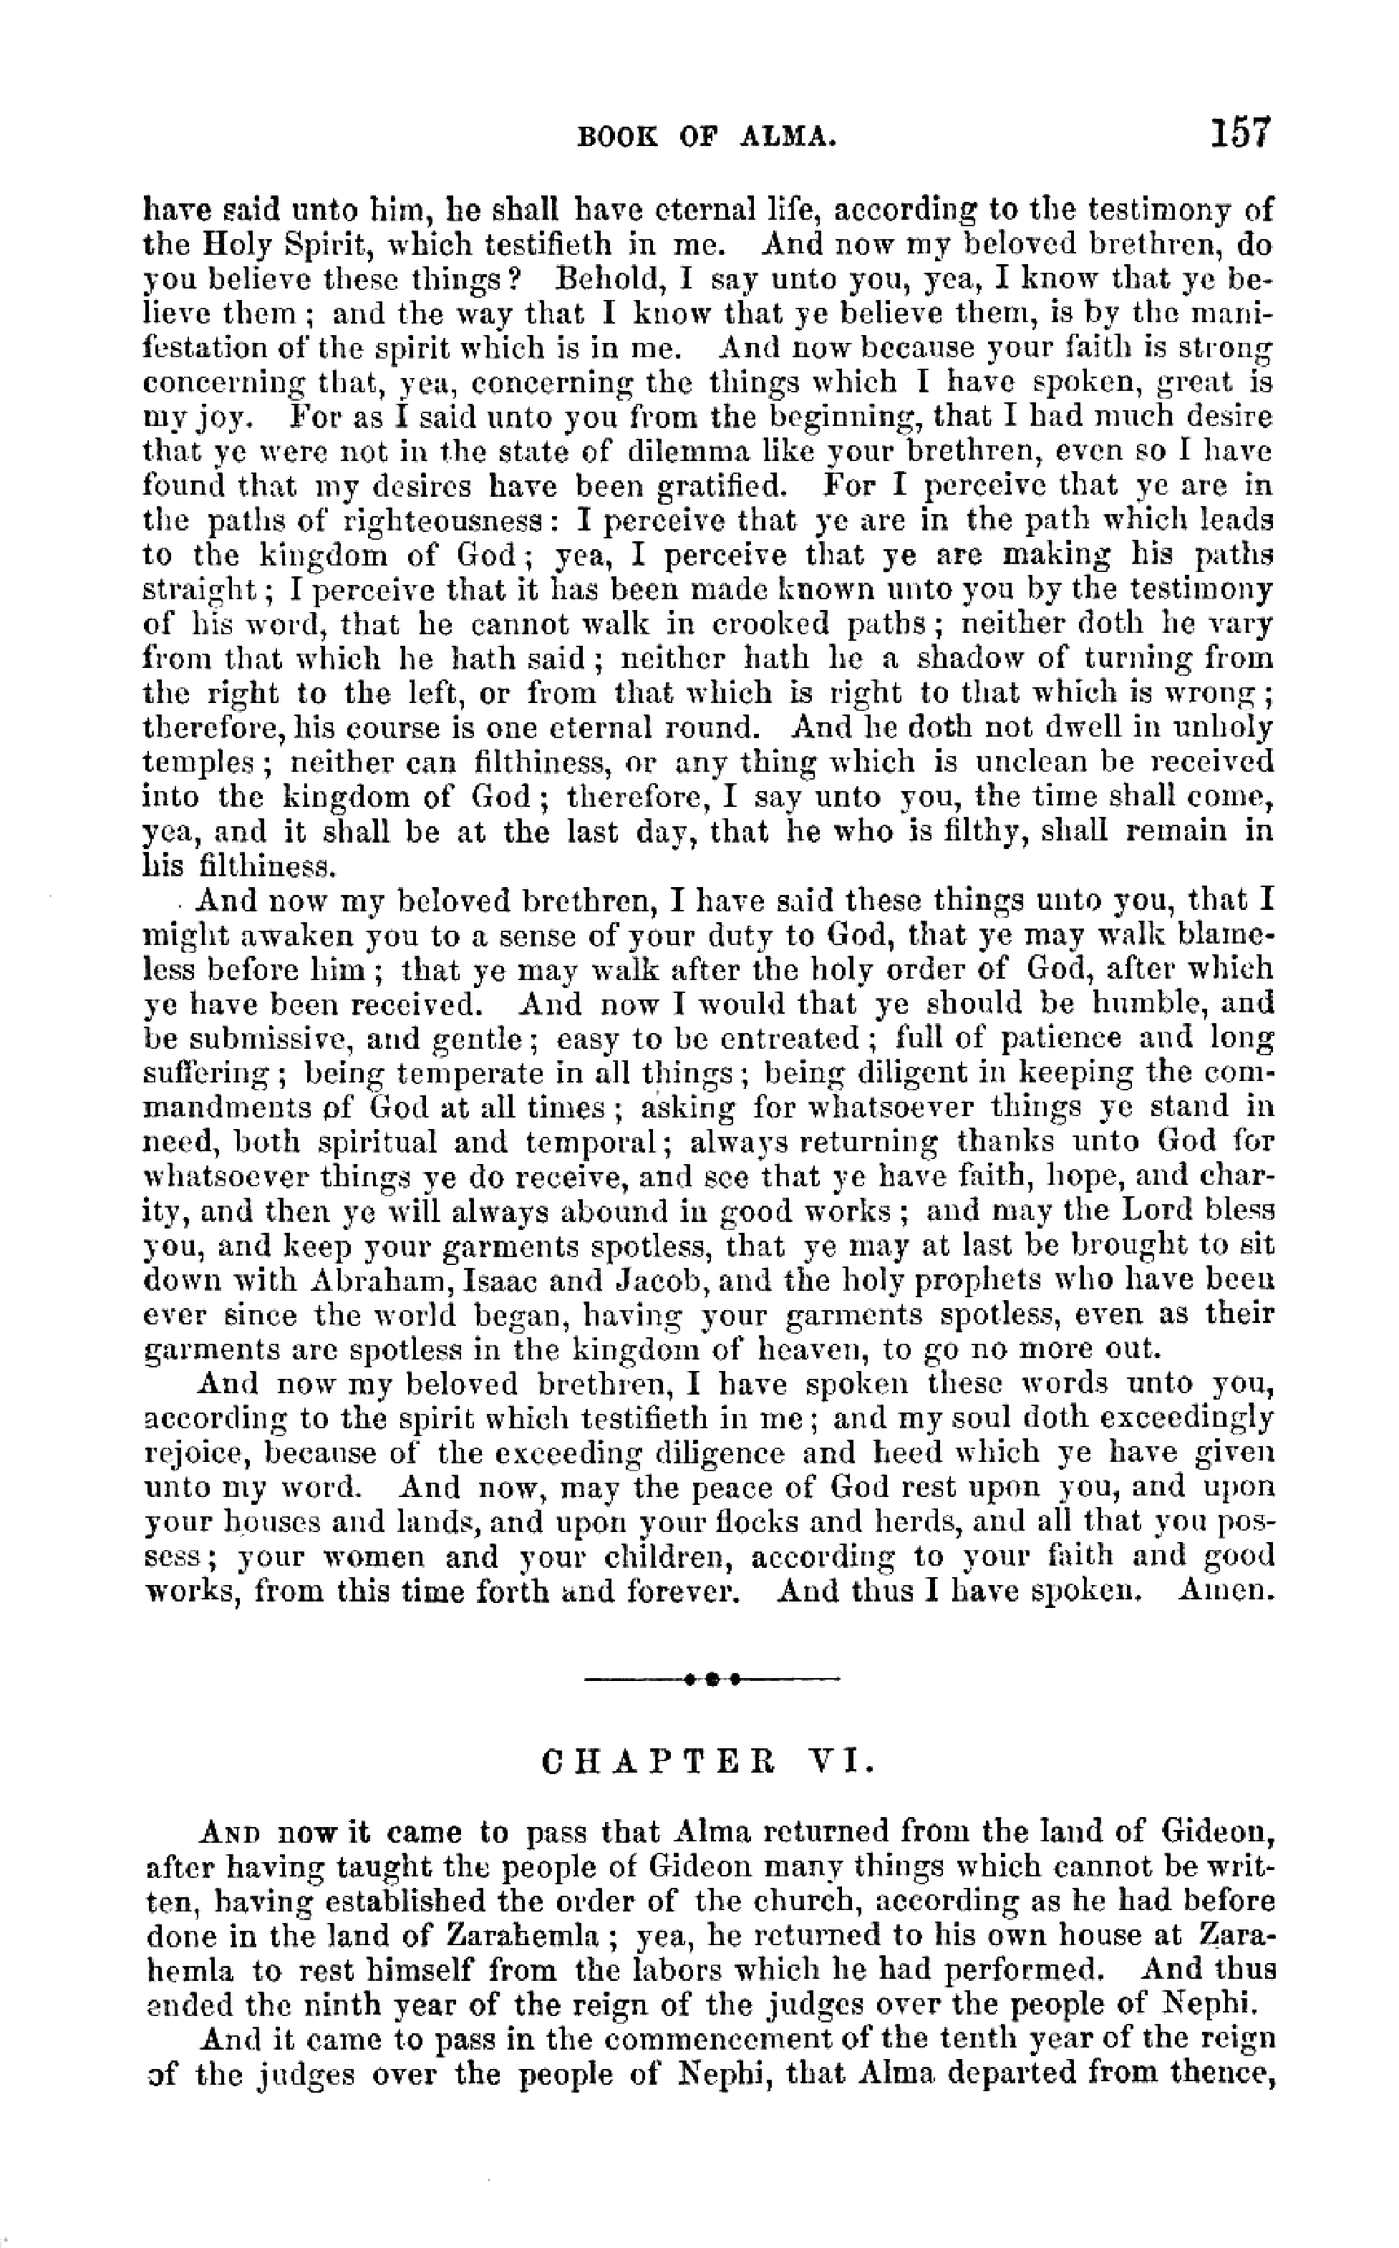 BOOK OF ALMA. 157
have said unto him, he shall have eternal life, according to the testimony of
the Holy Spirit, which testifieth in me. And now my beloved brethren, do
you believe these things? Behold, I say unto you, yea, I know that ye be-
lieve them; and the way that I know that ye believe them, is by the mani-
festation of the spirit which is in me. And now because your faith is strong
concerning that, yea, concerning the things which I have spoken, great is
my joy. For as I said unto you from the beginning, that I had much desire
that ye were not in the state of dilemma like your brethren, even so I have
found that my desires have been gratified. For I perceive that ye are in
the paths of righteousness: I perceive that ye are in the path which leads
to the kingdom of God; yea, I perceive that ye are making his paths
straight; I perceive that it has been made known unto you by the testimony
of his word, that he cannot walk in crooked paths; neither doth he vary
from that which he hath said; neither hath he a shadow of turning from
the right to the left, or from that which is right to that which is wrong;
therefore, his course is one eternal round. And he doth not dwell in unholy
temples; neither can filthiness, or any thing which is unclean be received
into the kingdom of God; therefore, I say unto you, the time shall come,
yea, and it shall be at the last day, that he who is filthy, shall remain in
his filthiness.
And now my beloved brethren, I have said these things unto you, that I
might awaken you to a sense of your duty to God, that ye may walk blame-
less before him; that ye may walk after the holy order of God, after which
ye have been received. And now I would that ye should be humble, and
be submissive, and gentle; easy to be entreated; full of patience and long
suffering; being temperate in all things; being diligent in keeping the com-
mandments of God at all times; asking for whatsoever things ye stand in
need, both spiritual and temporal; always returning thanks unto God for
whatsoever things ye do receive, and see that ye have faith, hope, and char-
ity, and then ye will always abound in good works; and may the Lord bless
you, and keep your garments spotless, that ye may at last be brought to sit
down with Abraham, Isaac and Jacob, and the holy prophets who have been
ever since the world began, having your garments spotless, even as their
garments are spotless in the kingdom of heaven, to go no more out.
And now my beloved brethren, I have spoken these words unto you,
according to the spirit which testifieth in me; and my soul doth exceedingly
rejoice, because of the exceeding diligence and heed which ye have given
unto my word. And now, may the peace of God rest upon you, and upon
your houses and lands, and upon your flocks and herds, and all that you pos-
sess; your women and your children, according to your faith and good
works, from this time forth and forever. And thus I have spoken. Amen.
CHAPTER VI.
AND now it came to pass that Alma returned from the land of Gideon,
after having taught the people of Gideon many things which cannot be writ-
ten, having established the order of the church, according as he had before
done in the land of Zarahemla; yea, he returned to his own house at Zara-
hemla to rest himself from the labors which he had performed. And thus
ended the ninth year of the reign of the judges over the people of Nephi.
And it came to pass in the commencement of the tenth year of the reign
of the judges over the people of Nephi, that Alma departed from thence,